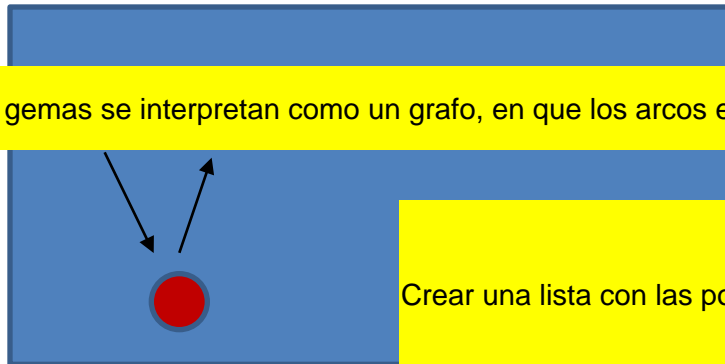 gemas se interpretan como un grafo, en que los arcos e
Crear una lista con las po